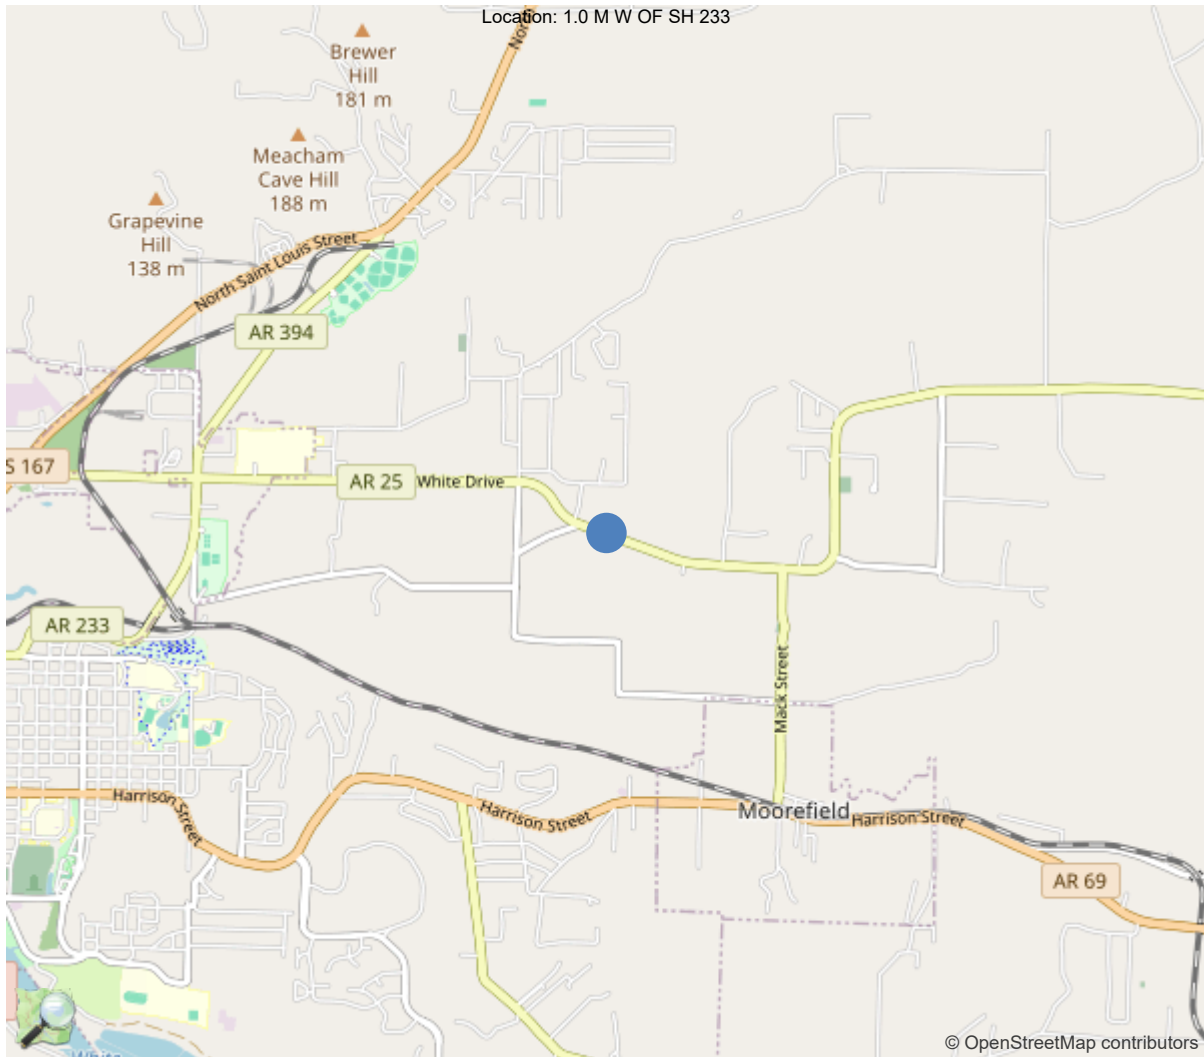 Location: 1.0 M W OF SH 233
North
Brewer
Hill
181 m
Meacham
Cave Hill
188 m
Grapevine
Hill
138 m
North Saint Louis Street
AR 394
S 167
AR 25
White Drive
AR 233
Mack Street
Harrison Street
Harrison Street
Moorefield
Harrison Street
AR 69
White
© OpenStreetMap contributors